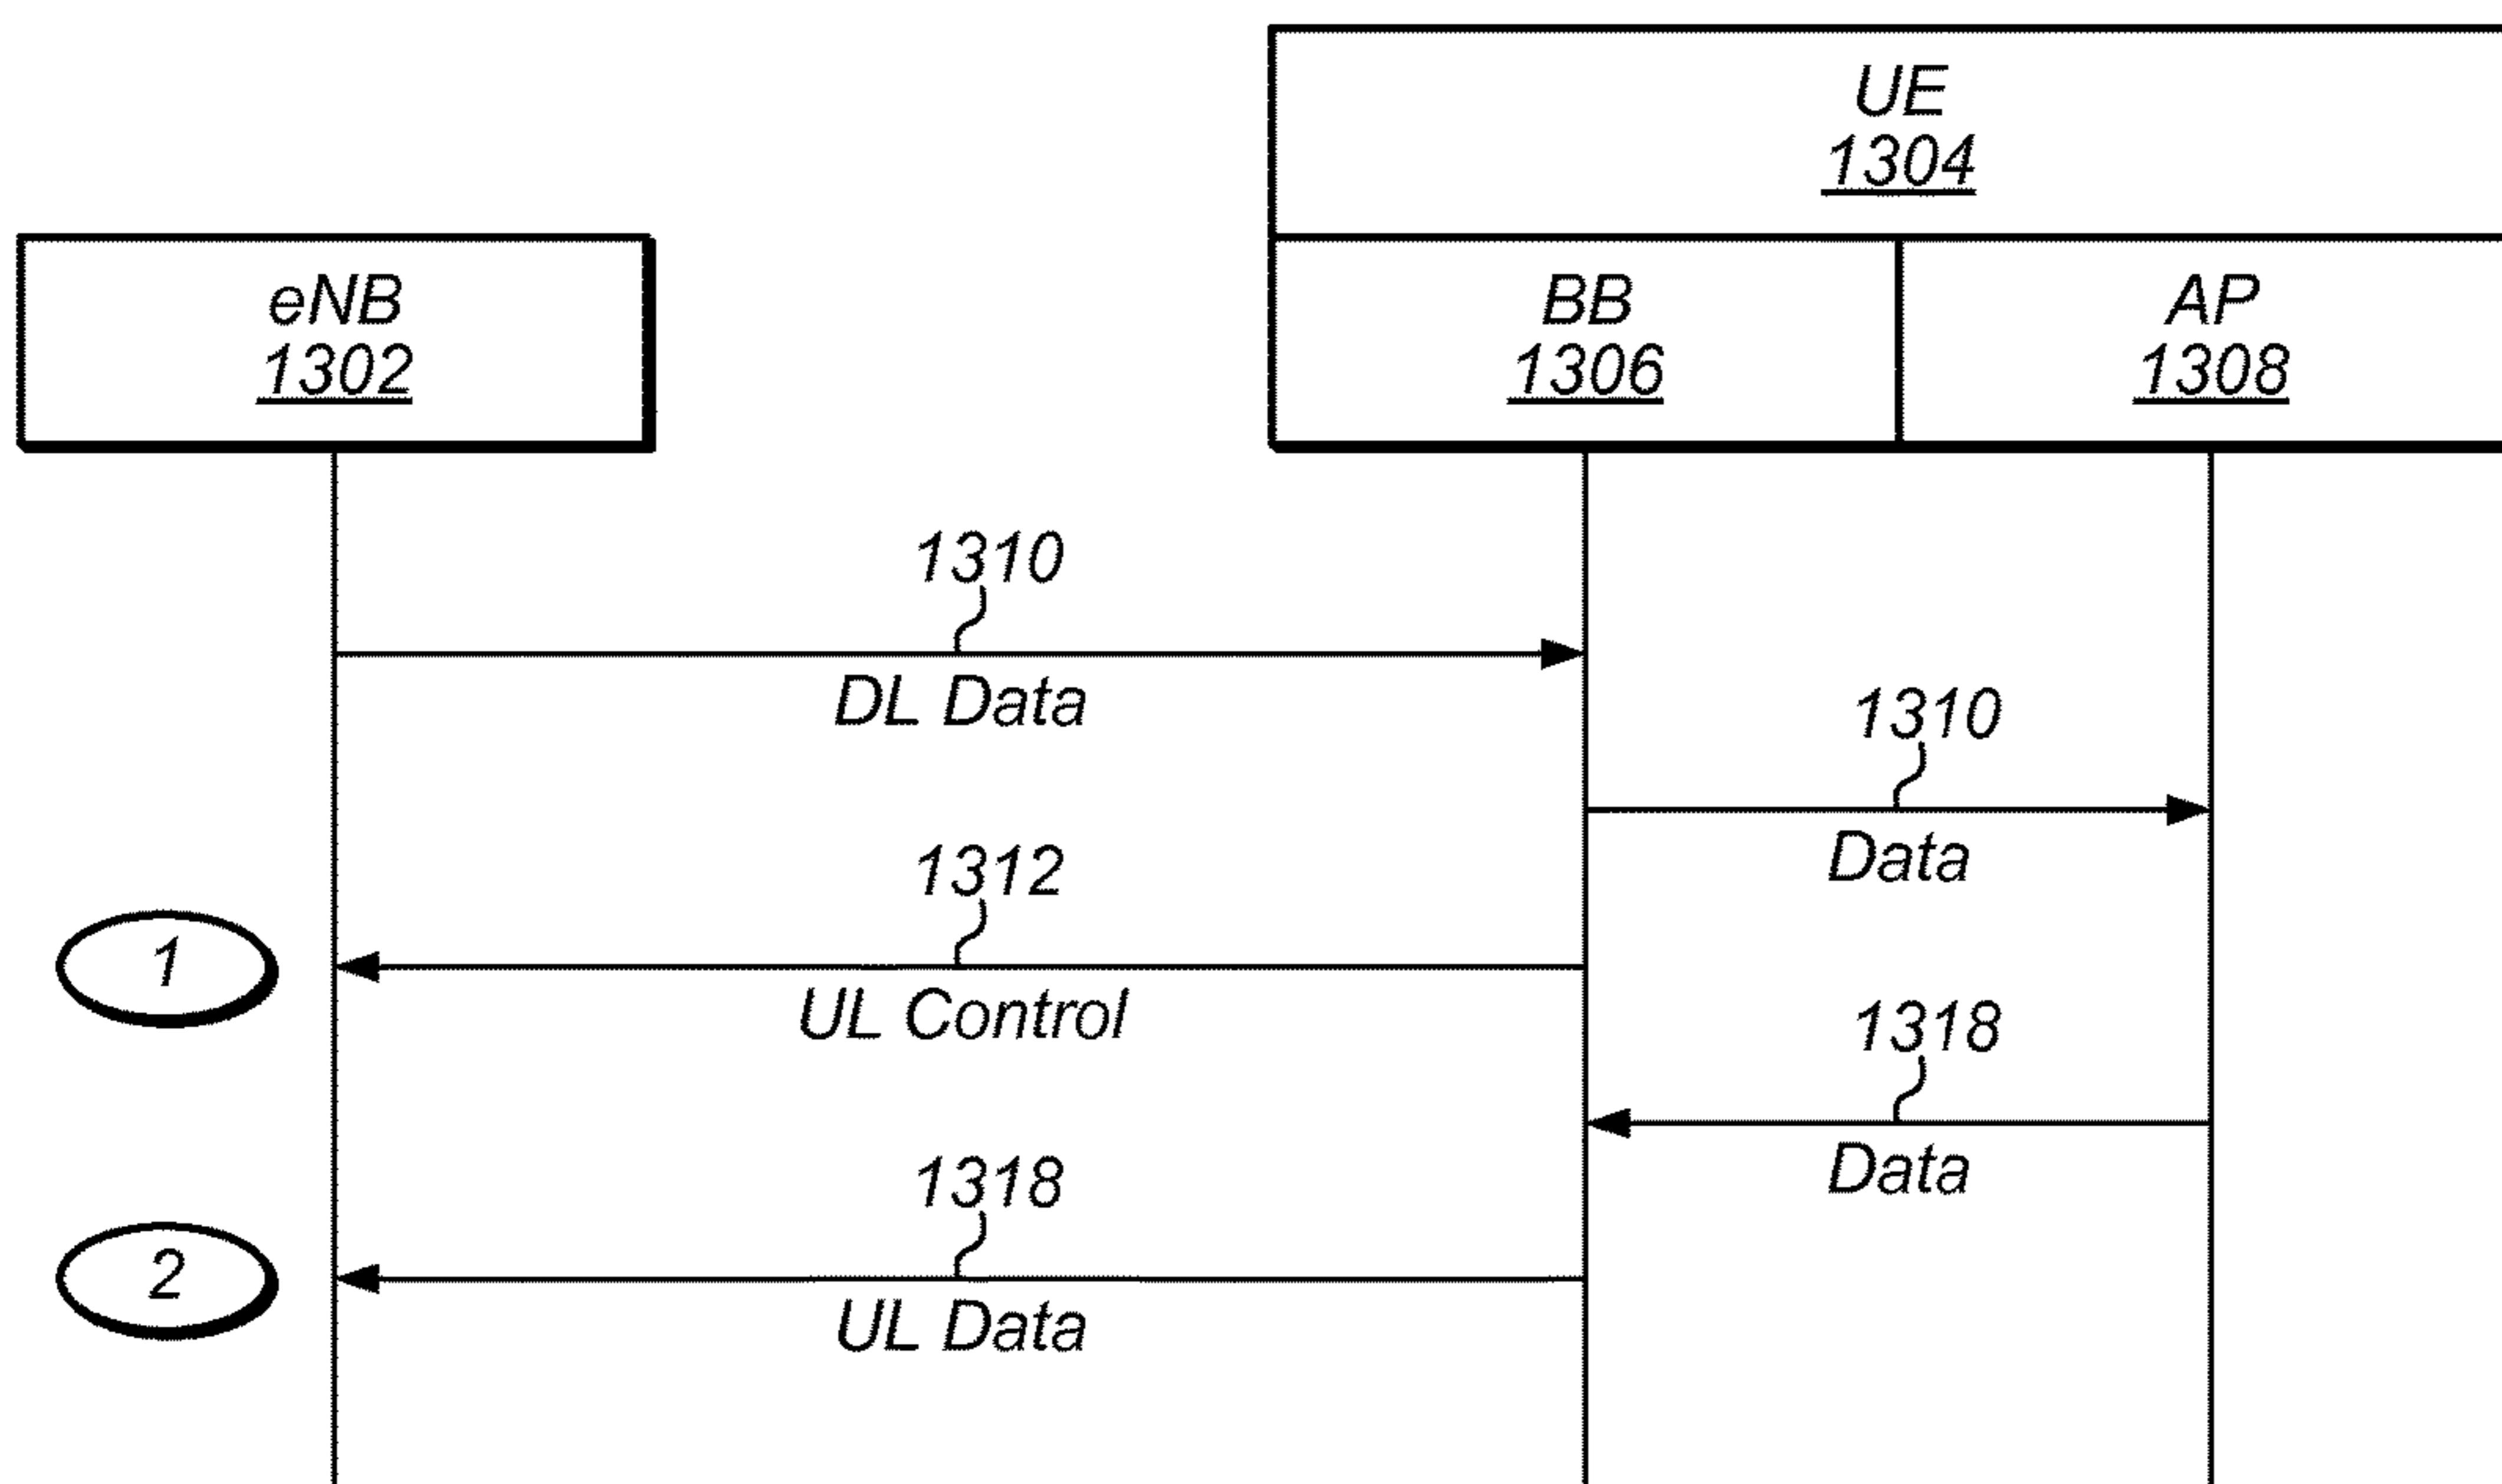 UE
1304
eNB
1302
BB
1306
AP
1308
1310
DL Data
1310
Data
1312
1
UL Control
1318
Data
1318
2
UL Data